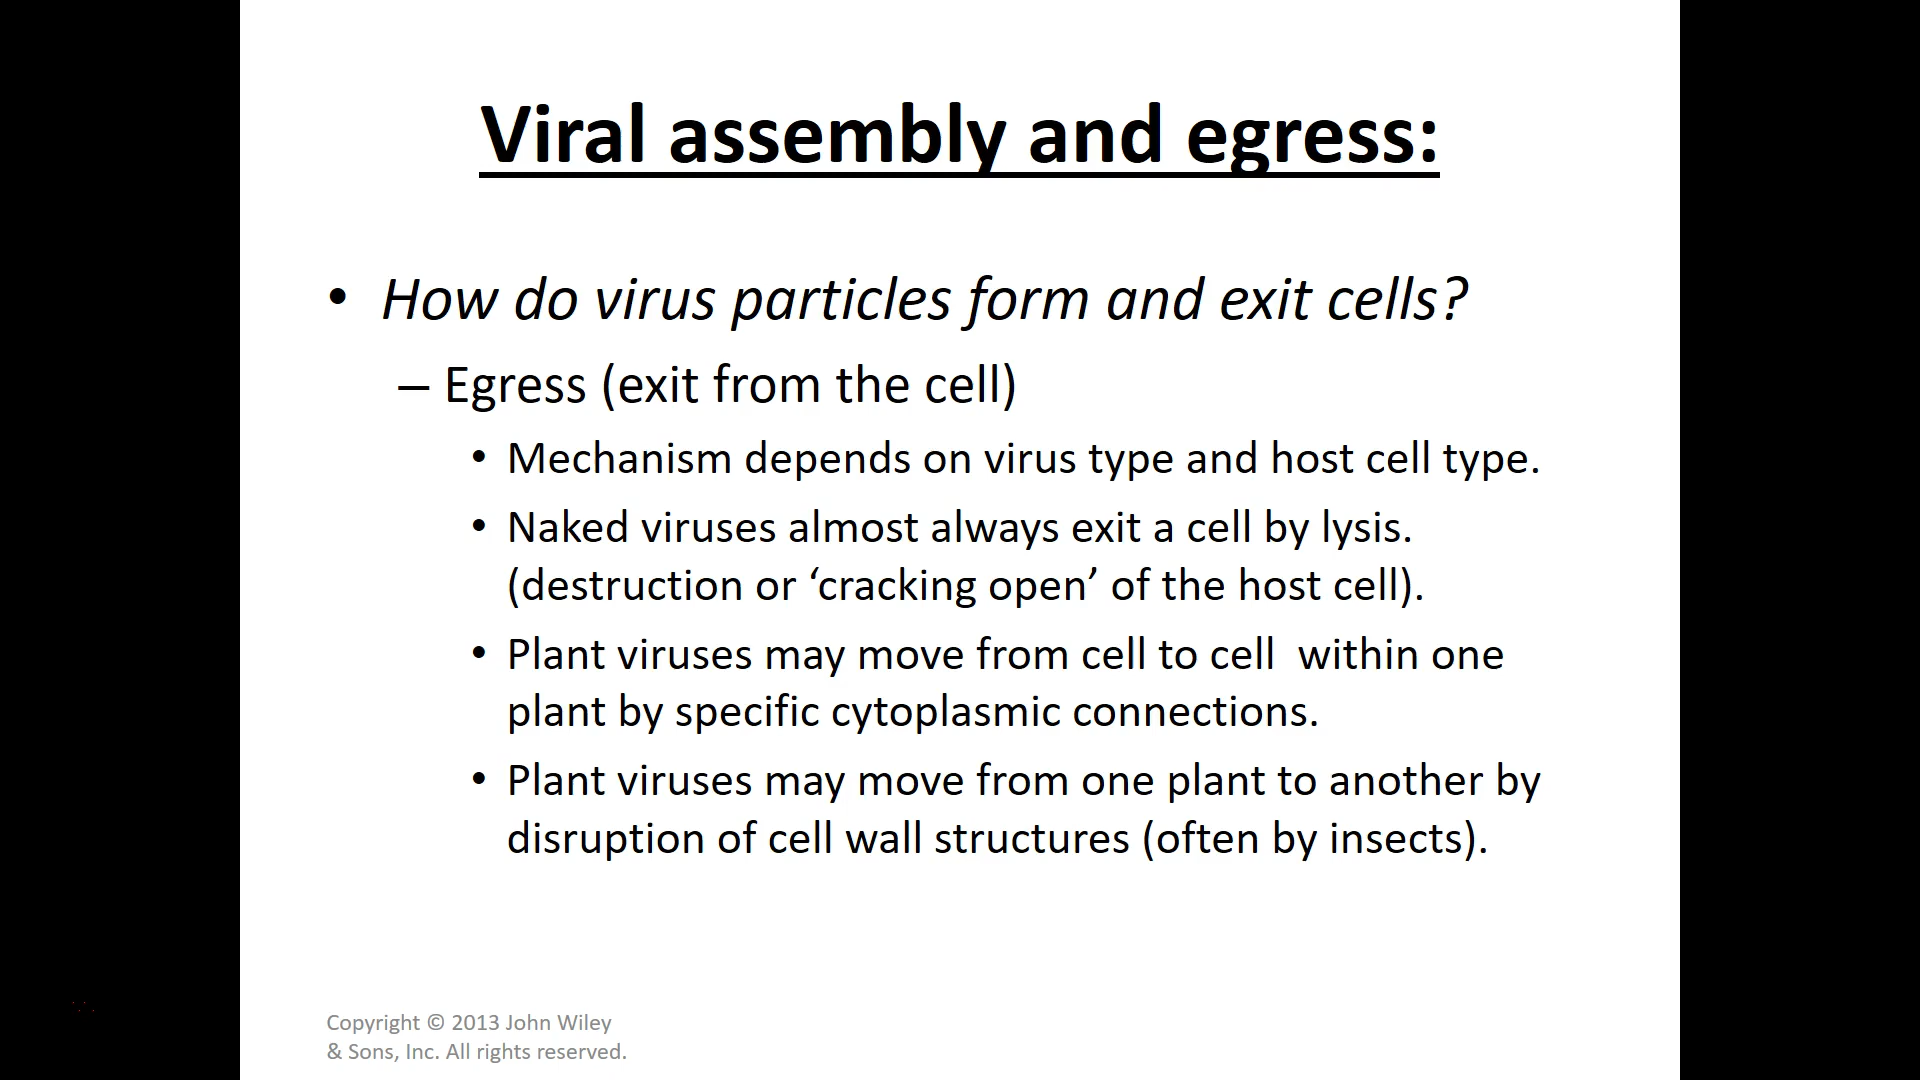 Viral assembly and egress:
• How do virus particles form and exit cells?
– Egress (exit from the cell)
• Mechanism depends on virus type and host cell type.
• Naked viruses almost always exit a cell by lysis.
(destruction or ‘cracking open’ of the host cell).
• Plant viruses may move from cell to cell  within one
plant by specific cytoplasmic connections.
• Plant viruses may move from one plant to another by
disruption of cell wall structures (often by insects).
Copyright © 2013 John Wiley
& Sons, Inc. All rights reserved.